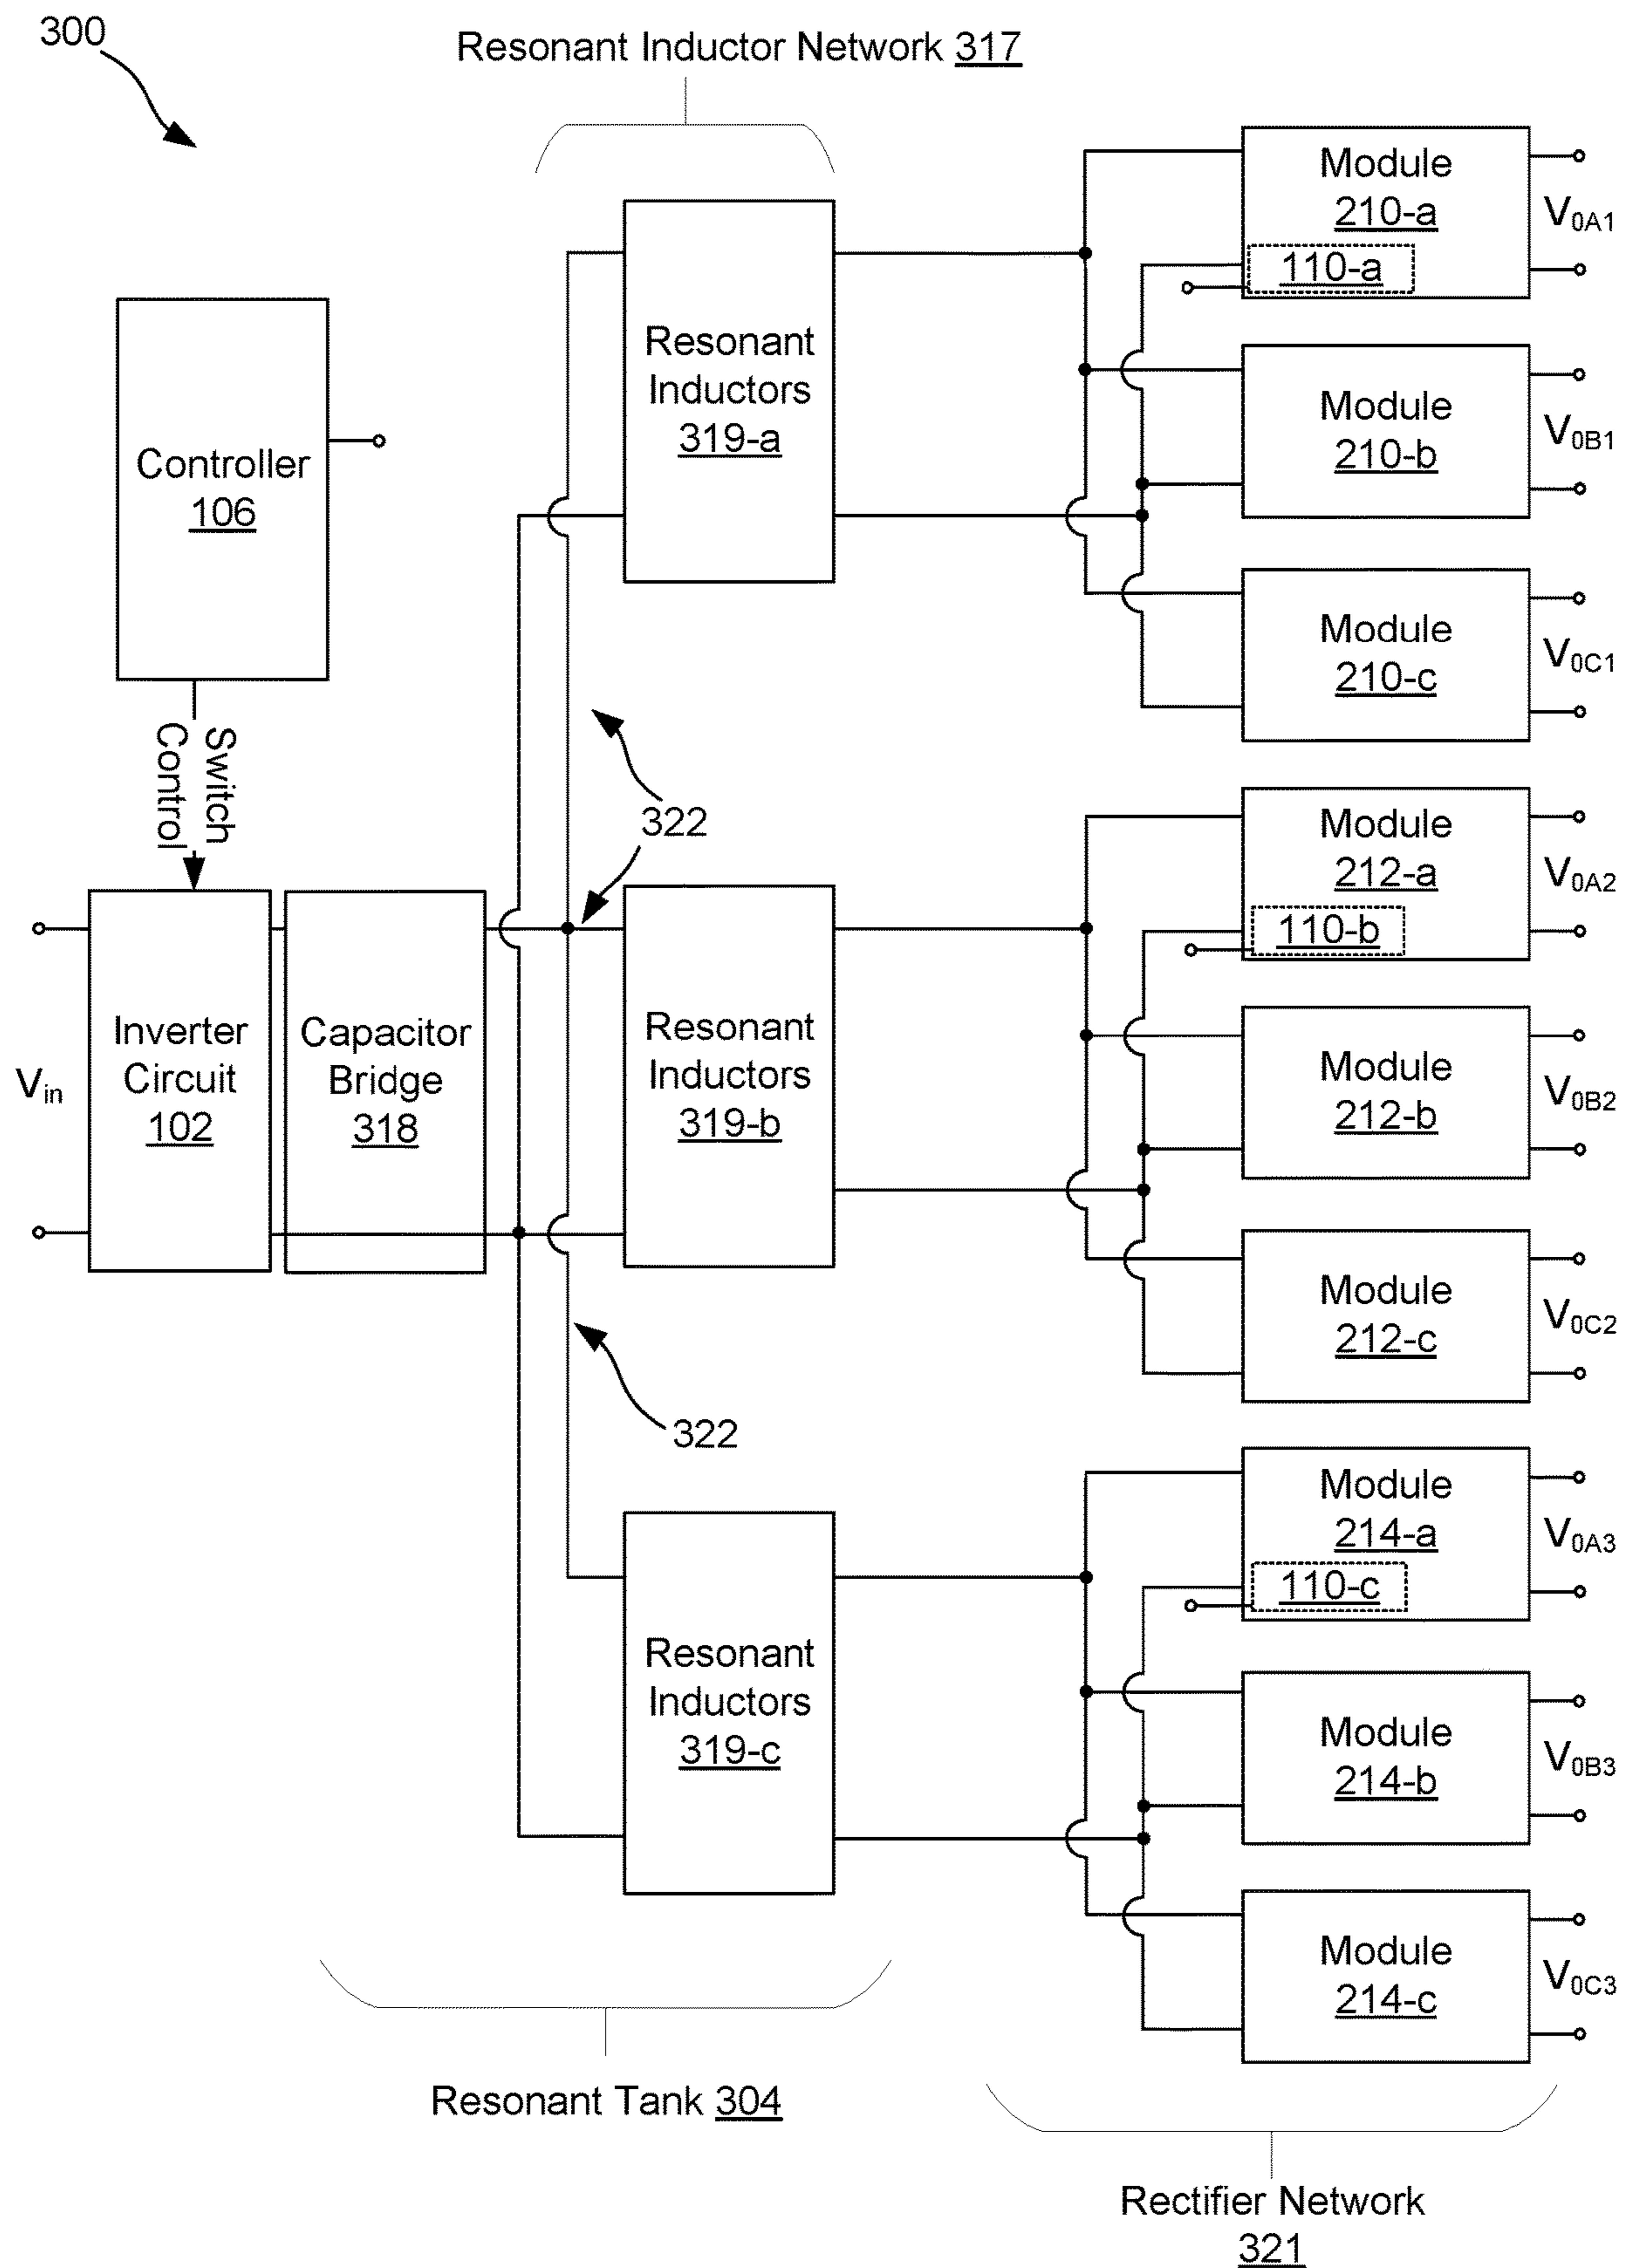 300
Resonant Inductor Network 317
Module
210-a
110-a
V0A1
Resonant
Inductors
319-a
Module
210-b
V0B1
Controller
106
Module
210-c
V0C1
Switch
Control
322
Module
212-a
110-b
V0A2
Vin
Inverter
Circuit
102
Capacitor
Bridge
318
Resonant
Inductors
319-b
Module
212-b
V0B2
Module
212-c
V0C2
322
Module
214-a
110-c
V0A3
Resonant
Inductors
319-c
Module
214-b
V0B3
Module
214-c
V0C3
Resonant Tank 304
Rectifier Network
321